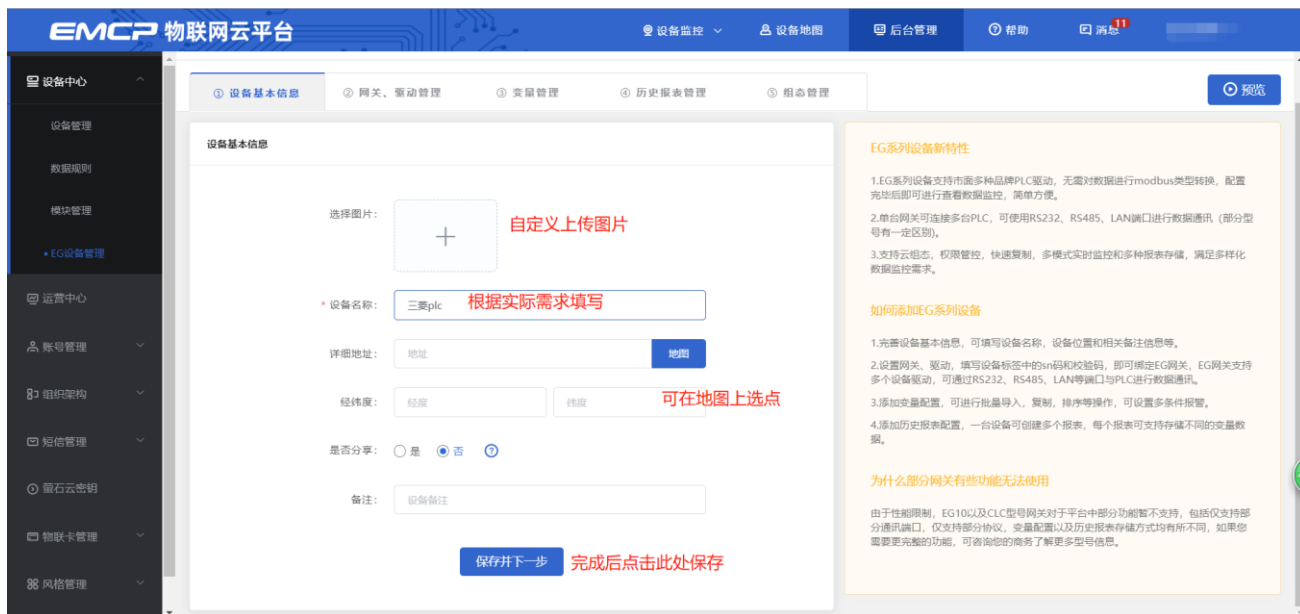 EMCP 物联网云平台
设备监控
设备地图
后台管理
帮助
消息
11
设备中心
设备管理
数据规则
模块管理
• EG设备管理
运营中心
账号管理
组织架构
短信管理
萤石云密钥
物联卡管理
风格管理
① 设备基本信息
② 网关、驱动管理
③ 变量管理
④ 历史报表管理
⑤ 组态管理
预览
设备基本信息
选择图片：
自定义上传图片
* 设备名称：
三菱plc
根据实际需求填写
详细地址：
地址
地图
经纬度：
经度
纬度
可在地图上选点
是否分享：
是
否
?
备注：
设备备注
保存并下一步
完成后点击此处保存
EG系列设备新特性
1.EG系列设备支持市面多种品牌PLC驱动，无需对数据进行modbus类型转换，配置
完毕后即可进行查看数据监控，简单方便。
2.单台网关可连接多台PLC，可使用RS232、RS485、LAN端口进行数据通讯（部分型
号有一定区别)。
3.支持云组态，权限管控，快速复制，多模式实时监控和多种报表存储，满足多样化
数据监控需求。
如何添加EG系列设备
1.完善设备基本信息，可填写设备名称，设备位置和相关备注信息等。
2.设置网关、驱动，填写设备标签中的sn码和校验码，即可绑定EG网关，EG网关支持
多个设备驱动，可通过RS232、RS485、LAN等端口与PLC进行数据通讯。
3.添加变量配置，可进行批量导入，复制，排序等操作，可设置多条件报警。
4.添加历史报表配置，一台设备可创建多个报表，每个报表可支持存储不同的变量数
据。
为什么部分网关有些功能无法使用
由于性能限制，EG10以及CLC型号网关对于平台中部分功能暂不支持，包括仅支持部
分通讯端口，仅支持部分协议，变量配置以及历史报表存储方式均有所不同，如果您
需要更完整的功能，可咨询您的商务了解更多型号信息。